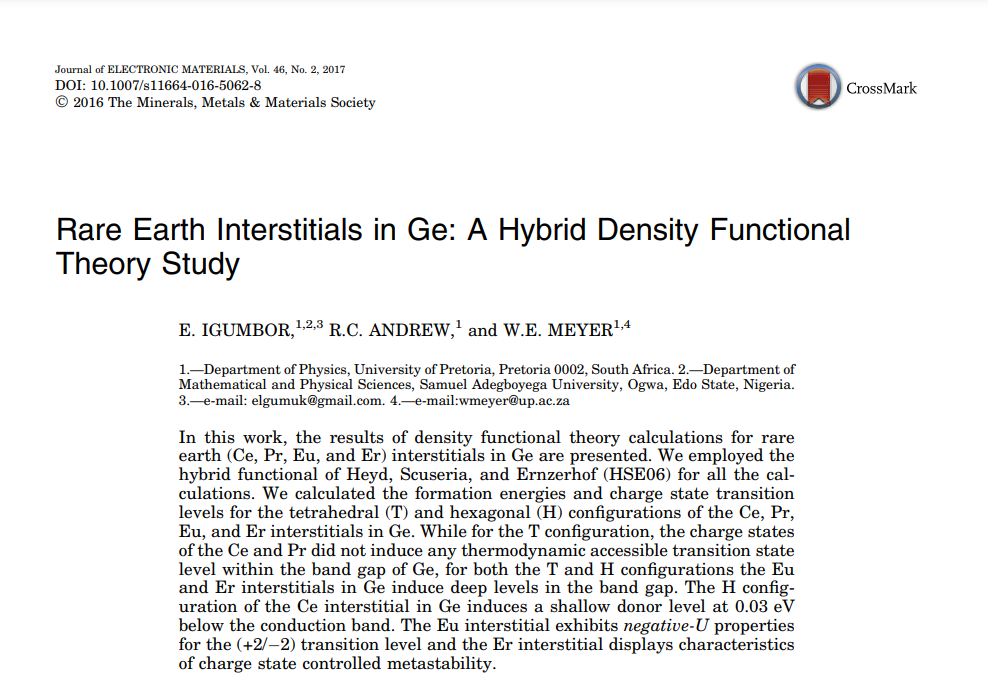 Journal of ELECTRONIC MATERIALS, Vol. 46, No. 2, 2017
DOI: 10.1007/s11664-016-5062-8
© 2016 The Minerals, Metals & Materials Society
CrossMark
Rare Earth Interstitials in Ge: A Hybrid Density Functional
Theory Study
E. IGUMBOR,1,2,3 R.C. ANDREW,1 and W.E. MEYER1,4
1.—Department of Physics, University of Pretoria, Pretoria 0002, South Africa. 2.—Department of
Mathematical and Physical Sciences, Samuel Adegboyega University, Ogwa, Edo State, Nigeria.
3.—e-mail: elgumuk@gmail.com. 4.—e-mail:wmeyer@up.ac.za
In this work, the results of density functional theory calculations for rare
earth (Ce, Pr, Eu, and Er) interstitials in Ge are presented. We employed the
hybrid functional of Heyd, Scuseria, and Ernzerhof (HSE06) for all the cal-
culations. We calculated the formation energies and charge state transition
levels for the tetrahedral (T) and hexagonal (H) configurations of the Ce, Pr,
Eu, and Er interstitials in Ge. While for the T configuration, the charge states
of the Ce and Pr did not induce any thermodynamic accessible transition state
level within the band gap of Ge, for both the T and H configurations the Eu
and Er interstitials in Ge induce deep levels in the band gap. The H config-
uration of the Ce interstitial in Ge induces a shallow donor level at 0.03 eV
below the conduction band. The Eu interstitial exhibits negative-U properties
for the (+2/−2) transition level and the Er interstitial displays characteristics
of charge state controlled metastability.